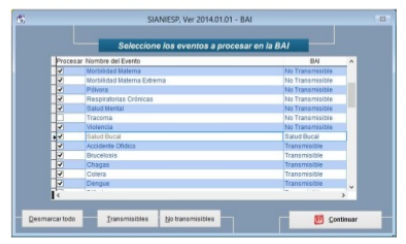 SIANIESP, Ver 2014.01.01 - BAI
Seleccione los eventos a procesar en la BAI
Procesar Nombre del Evento BAI
Morbilidad Materna No Transmisible
Morbilidad Materna Extrema No Transmisible
Pólvora No Transmisible
Respiratorias Crónicas No Transmisible
Salud Mental No Transmisible
Tracoma No Transmisible
Violencia No Transmisible
Salud Bucal Salud Bucal
Accidente Ofídico Transmisible
Brucelosis Transmisible
Chagas Transmisible
Colera Transmisible
Dengue Transmisible
Desmarcar todo Transmisibles No transmisibles Continuar